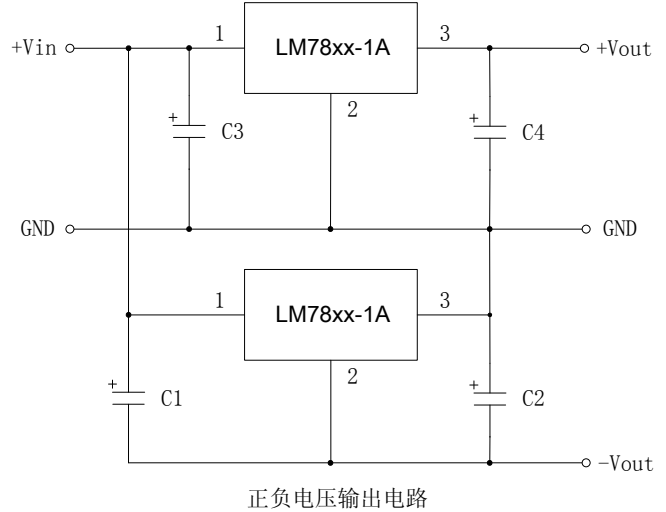 +Vin
1
LM78xx-1A
3
+Vout
2
+
C3
+
C4
GND
GND
1
LM78xx-1A
3
2
+
C1
+
C2
-Vout
正负电压输出电路